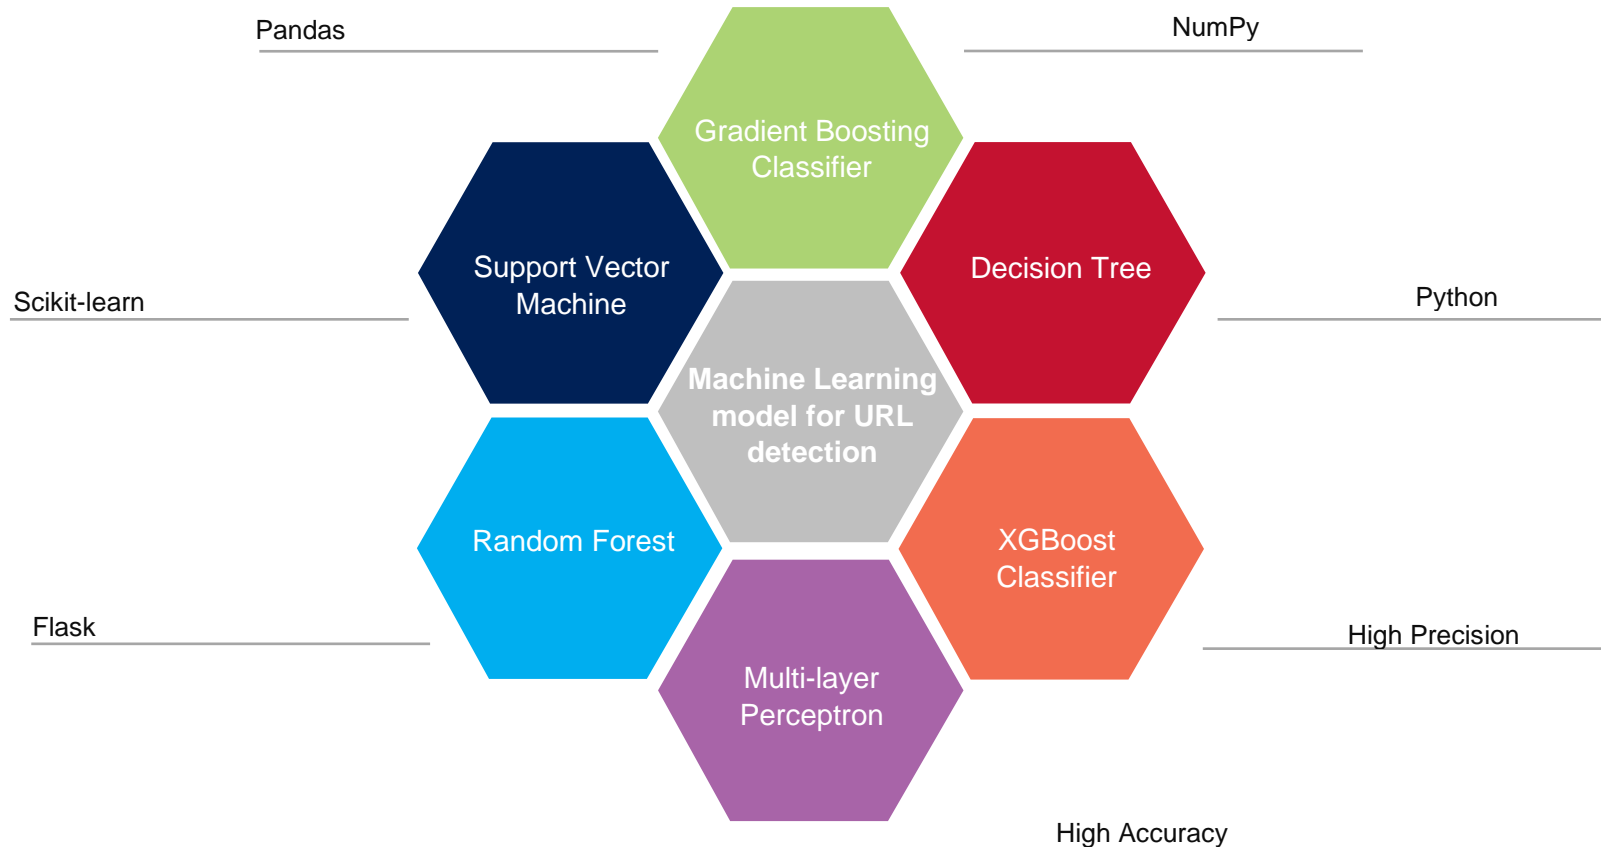 Pandas
NumPy
Gradient Boosting
Classifier
Support Vector
Machine
Decision Tree
Scikit-learn
Python
Machine Learning
model for URL
detection
Random Forest
XGBoost
Classifier
Flask
High Precision
Multi-layer
Perceptron
High Accuracy